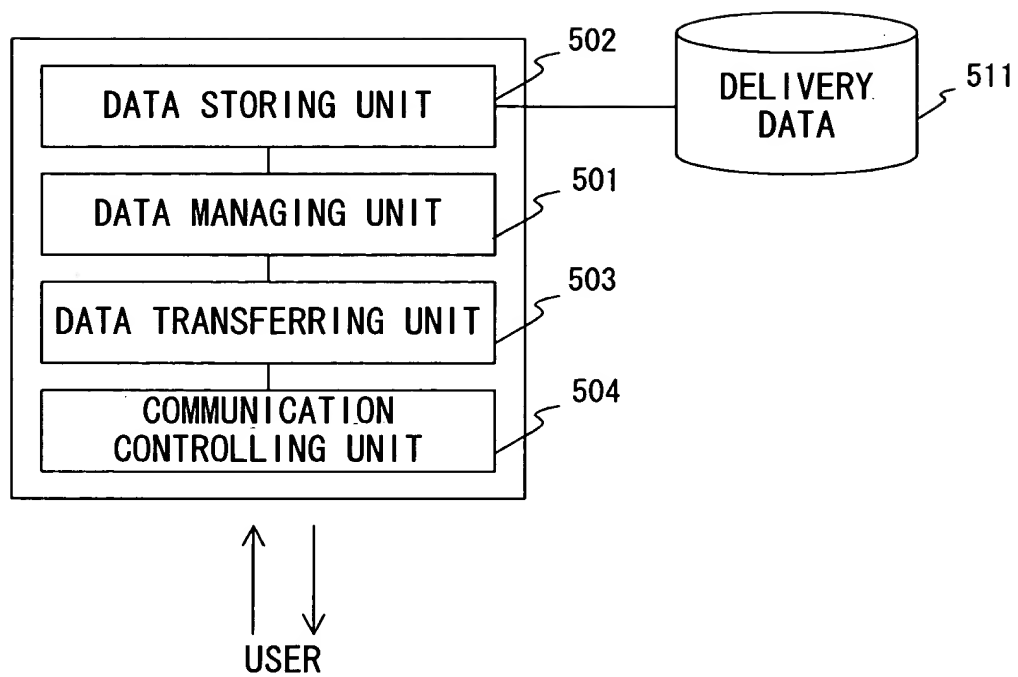 502
DATA STORING UNIT
DELIVERY
DATA
511
501
DATA MANAGING UNIT
503
DATA TRANSFERRING UNIT
504
COMMUNICATION
CONTROLLING UNIT
USER